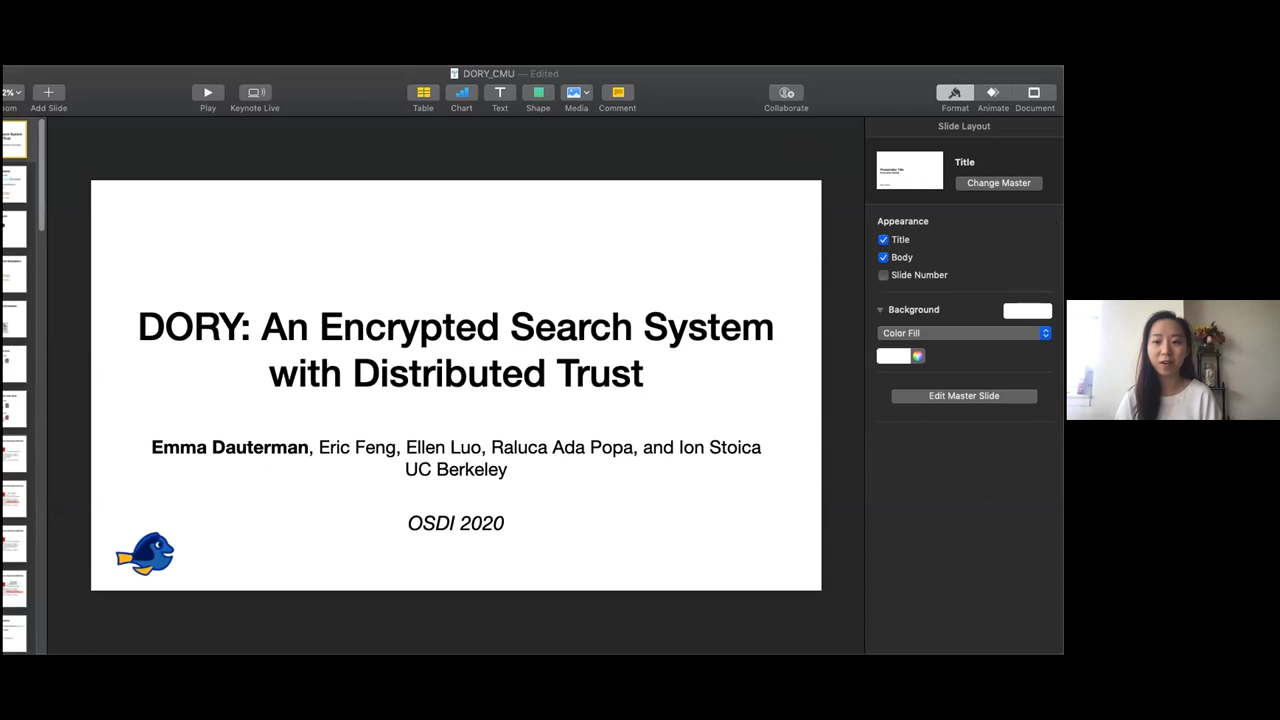 DORY_CMU — Edited
2%
oom
Add Slide
Play
Keynote Live
Table
Chart
Text
Shape
Media
Comment
Collaborate
Format
Animate
Document
Slide Layout
Title
Change Master
Appearance
Title
Body
Slide Number
Background
Color Fill
Edit Master Slide
DORY: An Encrypted Search System
with Distributed Trust
Emma Dauterman, Eric Feng, Ellen Luo, Raluca Ada Popa, and Ion Stoica
UC Berkeley
OSDI 2020